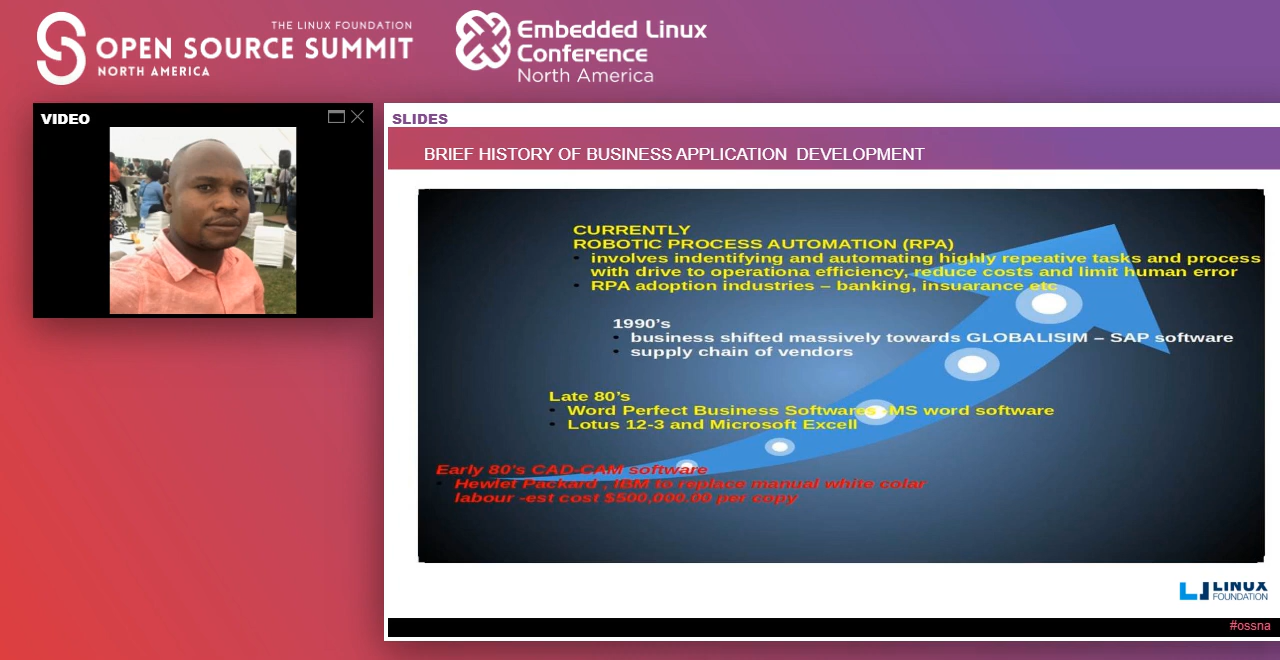 THE LINUX FOUNDATION
OPEN SOURCE SUMMIT
NORTH AMERICA
Embedded Linux
Conference
North America
VIDEO
SLIDES
BRIEF HISTORY OF BUSINESS APPLICATION DEVELOPMENT
CURRENTLY
ROBOTIC PROCESS AUTOMATION (RPA)
• involves indentifying and automating highly repeative tasks and process
with drive to operationa efficiency, reduce costs and limit human error
• RPA adoption industries – banking, insuarance etc
1990's
• business shifted massively towards GLOBALISIM – SAP software
• supply chain of vendors
Late 80's
• Word Perfect Business Softwares MS word software
• Lotus 12-3 and Microsoft Excell
Early 80's CAD-CAM software
• Hewlet Packard , IBM to replace manual white colar
labour -est cost $500,000.00 per copy
LINUX
FOUNDATION
#ossna